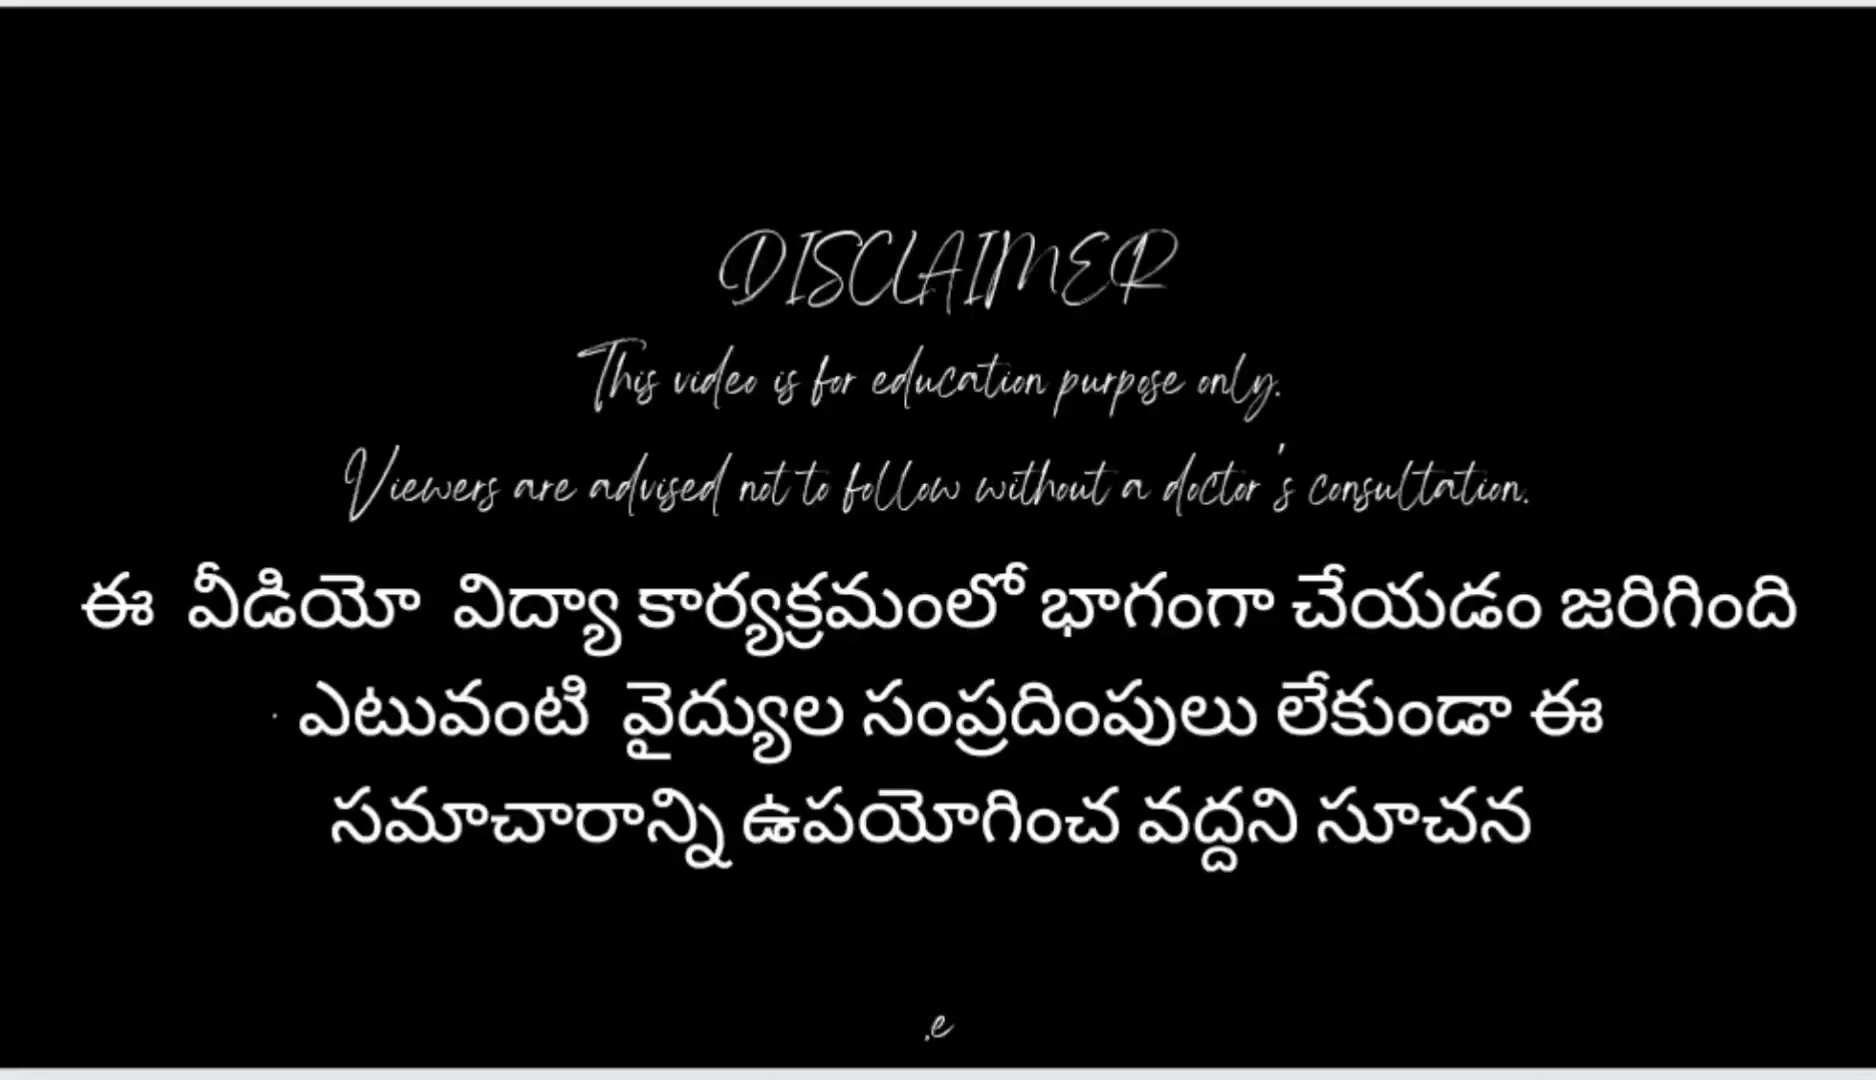 DISCLAIMER
This video is for education purpose only.
Viewers are advised not to follow without a doctor's consultation.
ఈ వీడియో విద్యా కార్యక్రమంలో భాగంగా చేయడం జరిగింది
. ఎటువంటి వైద్యుల సంప్రదింపులు లేకుండా ఈ
సమాచారాన్ని ఉపయోగించ వద్దని సూచన
.e